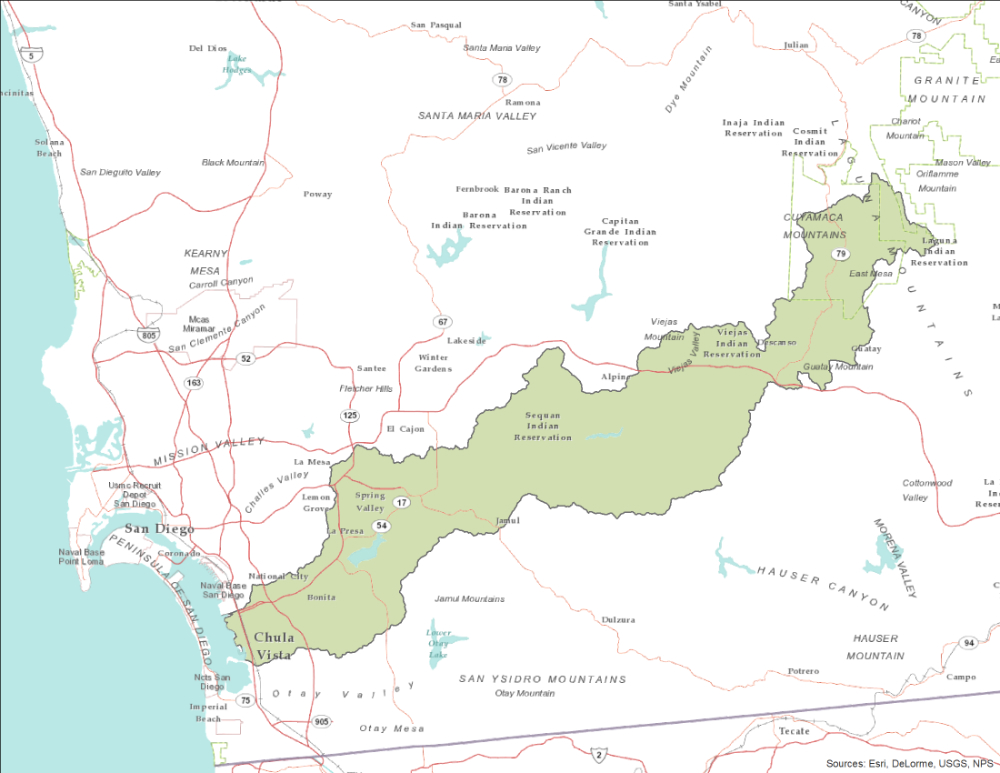 Santa Ysabel
CANYON
San Pasqual
78
Julian
Del Dios
Santa Maria Valley
5
Lake
Hodges
78
Dye Mountain
GRANITE
MOUNTAIN
Ramona
SANTA MARIA VALLEY
Inaja Indian
Reservation
Cosmit
Indian
Reservation
Chariot
Mountain
Solana
Beach
San Vicente Valley
Black Mountain
Mason Valley
Oriflamme
Mountain
San Dieguito Valley
Poway
Fernbrook
Barona Ranch
Indian
Reservation
Barona
Indian Reservation
Capitan
Grande Indian
Reservation
CUYAMACA
MOUNTAINS
LAGUNA MOUNTAINS
Laguna
Indian
Reservation
KEARNY
MESA
79
East Mesa
Carroll Canyon
Mcas
Miramar
San Clemente Canyon
805
67
Viejas
Mountain
Viejas Valley
Viejas
Indian
Reservation
Descanso
Guatay
Lakeside
52
Winter
Gardens
Santee
163
Fletcher Hills
Alpine
Guatay Mountain
125
El Cajon
Sequan
Indian
Reservation
MISSION VALLEY
La Mesa
Challes Valley
Usmc Recruit
Depot
San Diego
Lemon
Grove
Spring
Valley
17
Cottonwood
Valley
La
San Diego
La Presa
54
Jamul
Naval Base
Point Loma
Coronado
PENINSULA OF SAN DIEGO
National City
Naval Base
San Diego
Bonita
MORENA VALLEY
HAUSER CANYON
Jamul Mountains
Dulzura
Chula
Vista
Lower
Otay
Lake
HAUSER
MOUNTAIN
94
Potrero
Campo
Ncts San
Diego
SAN YSIDRO MOUNTAINS
Otay Mountain
Otay Valley
75
Imperial
Beach
905
Otay Mesa
Tecate
2
Sources: Esri, DeLorme, USGS, NPS